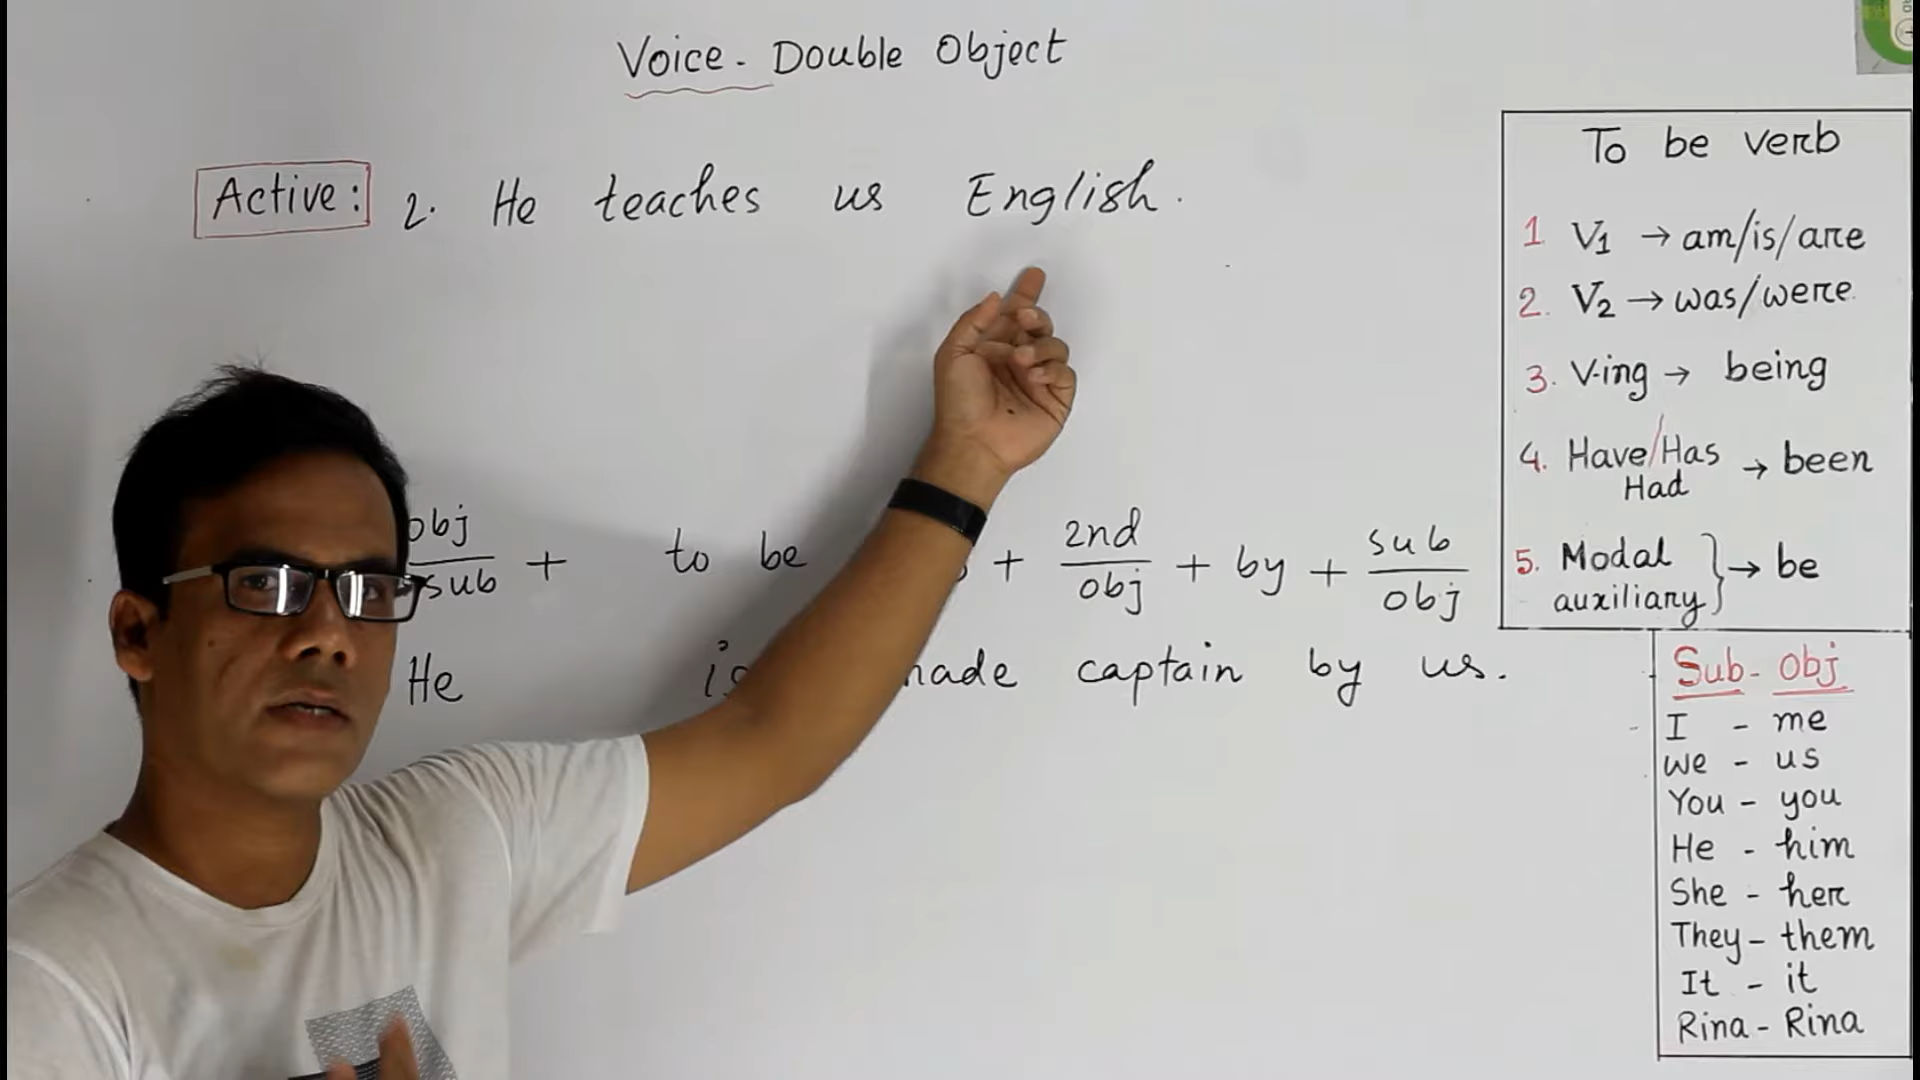 Voice - Double Object
Active: 2. He teaches us English.
obj/sub + to be + 2nd/obj + by + sub/obj
He is made captain by us.
To be verb
1. V1 → am/is/are
2. V2 → was/were
3. V-ing → being
4. Have/Has
Had → been
5. Modal
auxiliary } → be
Sub - Obj
I - me
we - us
You - you
He - him
She - her
They - them
It - it
Rina - Rina